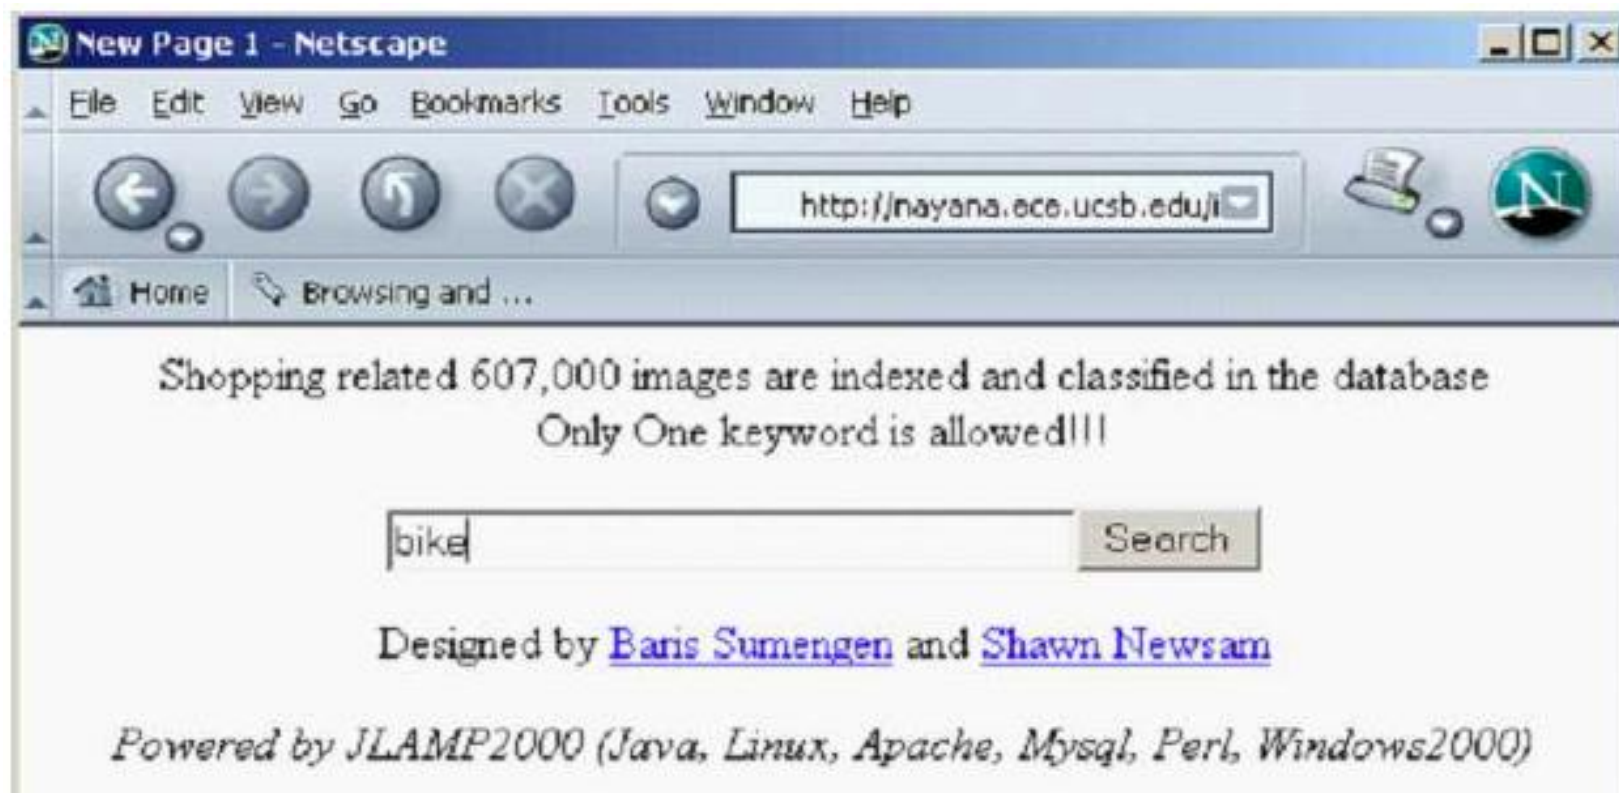 New Page 1 - Netscape
File Edit View Go Bookmarks Tools Window Help
http://nayana.ece.ucsb.edu/i
N
Home Browsing and ...
Shopping related 607,000 images are indexed and classified in the database
Only One keyword is allowed!!!
bike Search
Designed by Baris Sumengen and Shawn Newsam
Powered by JLAMP2000 (Java, Linux, Apache, Mysql, Perl, Windows2000)